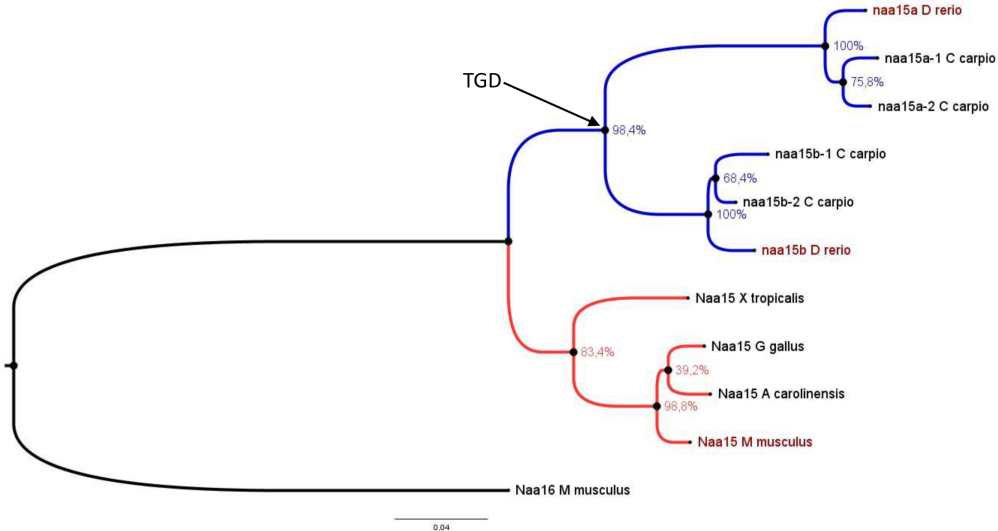 naa15a D rerio
100%
naa15a-1 C carpio
75,8%
naa15a-2 C carpio
TGD
98,4%
naa15b-1 C carpio
68,4%
naa15b-2 C carpio
100%
naa15b D rerio
Naa15 X tropicalis
83,4%
Naa15 G gallus
39,2%
Naa15 A carolinensis
98,8%
Naa15 M musculus
Naa16 M musculus
0.04